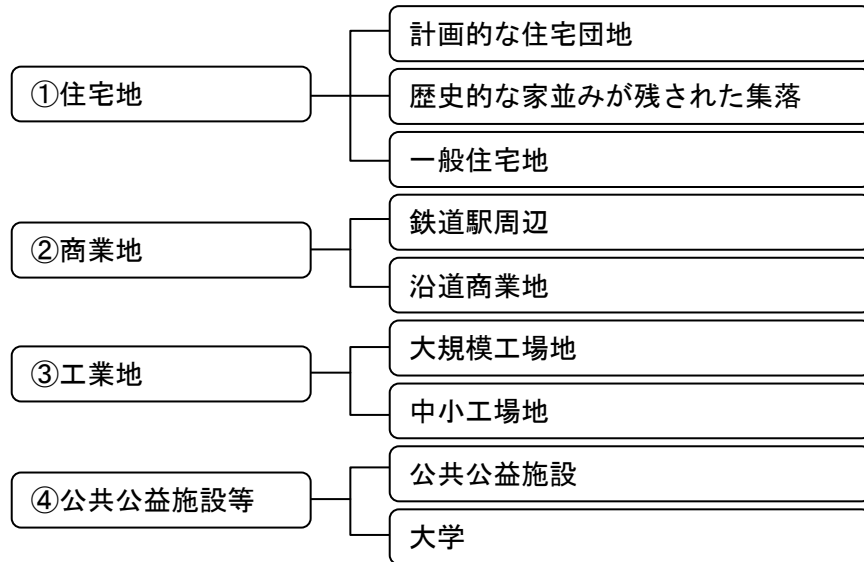 ①住宅地
計画的な住宅団地
歴史的な家並みが残された集落
一般住宅地
②商業地
鉄道駅周辺
沿道商業地
③工業地
大規模工場地
中小工場地
④公共公益施設等
公共公益施設
大学